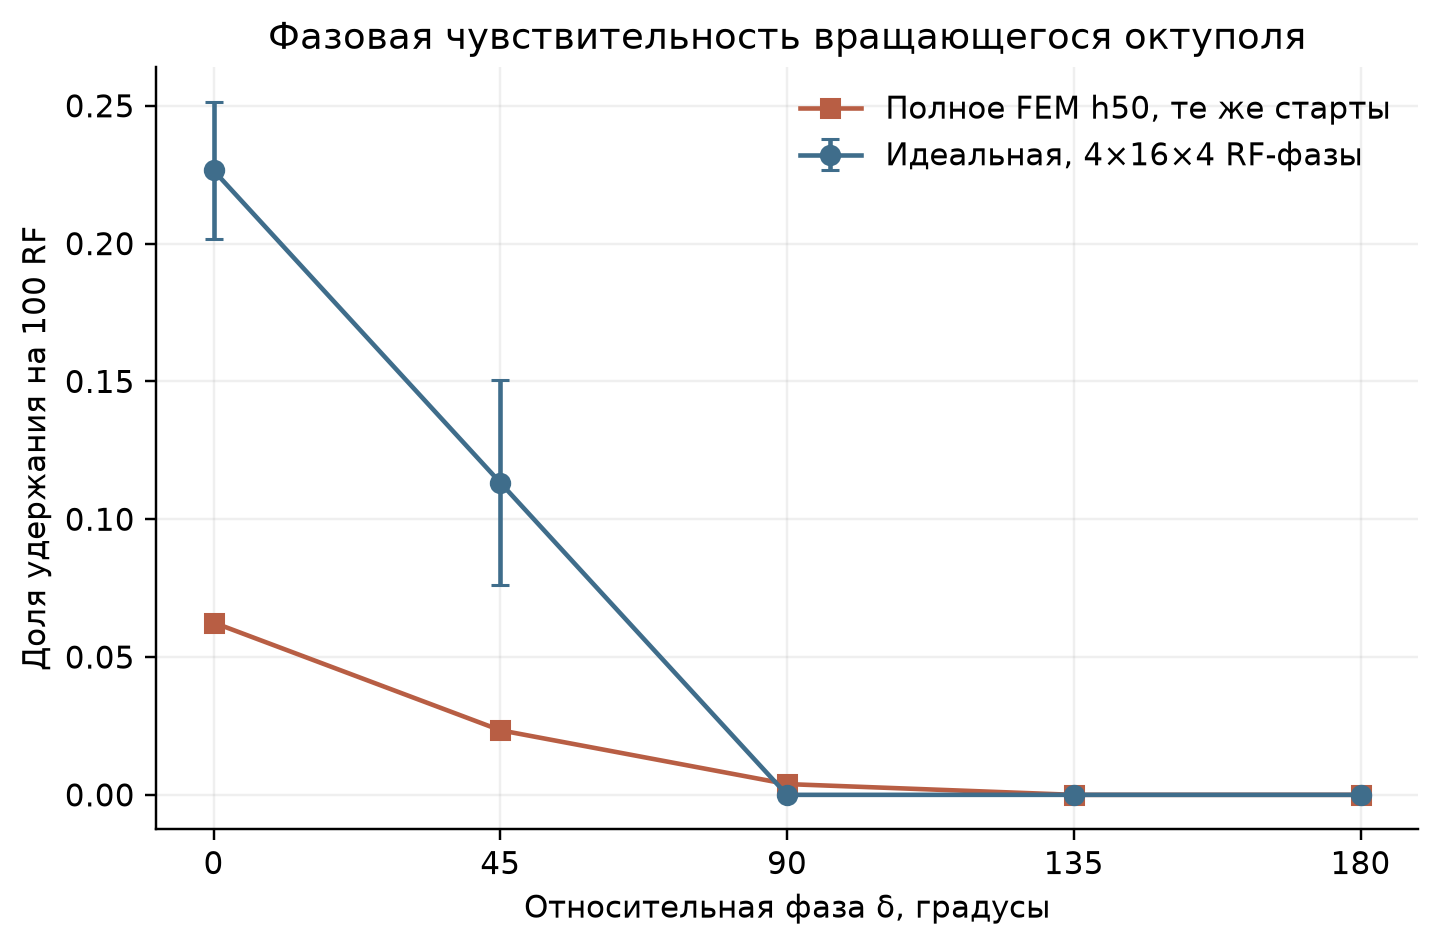 Фазовая чувствительность вращающегося октуполя
Полное FEM h50, те же старты
Идеальная, 4×16×4 RF-фазы
Доля удержания на 100 RF
0.25
0.20
0.15
0.10
0.05
0.00
0
45
90
135
180
Относительная фаза δ, градусы